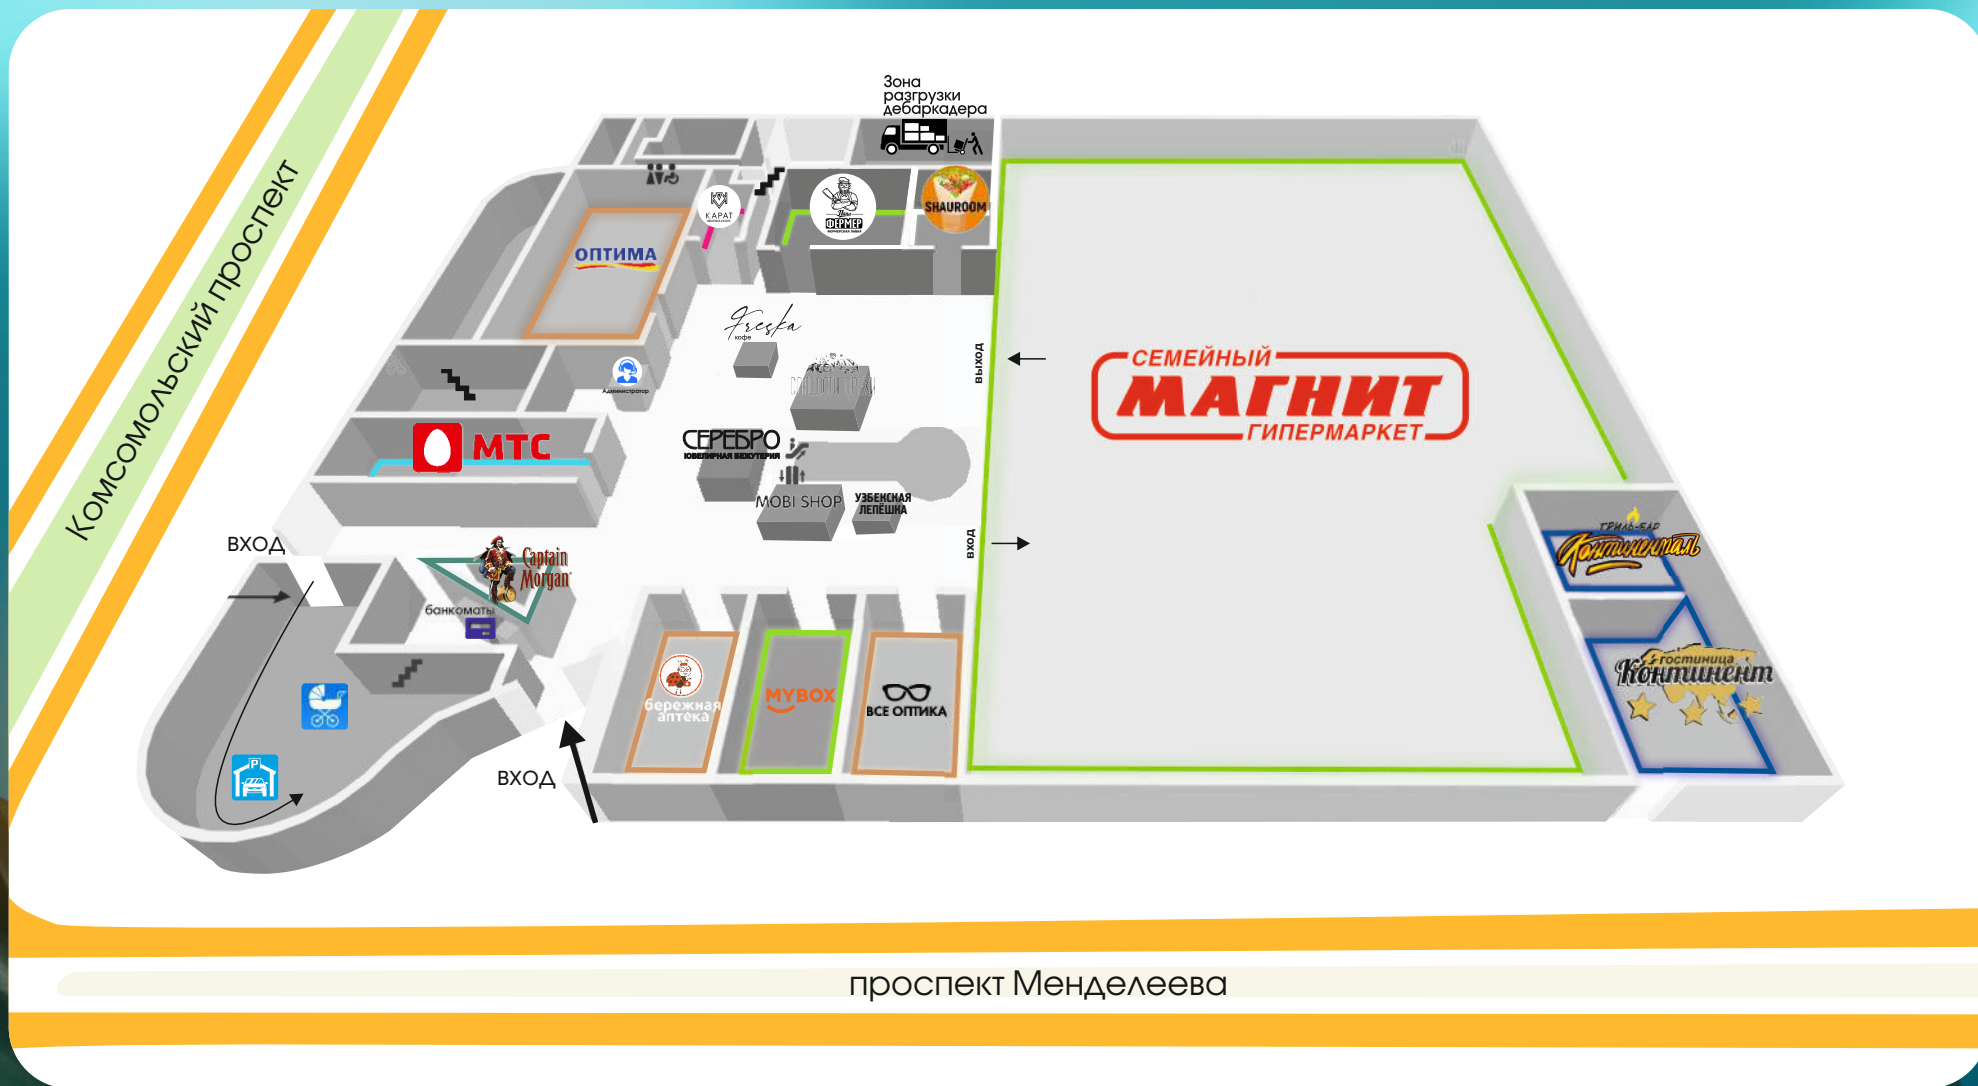 Зона
разгрузки
дебаркадера
Комсомольский проспект
КАРАТ
ФЕРМЕР
SHAUROOM
ОПТИМА
Freska
кофе
Администратор
выход
СЕМЕЙНЫЙ
МАГНИТ
ГИПЕРМАРКЕТ
МТС
СЕРЕБРО
ЮВЕЛИРНАЯ БИЖУТЕРИЯ
MOBI SHOP
УЗБЕКСКАЯ
ЛЕПЁШКА
вход
ГРИЛЬ-БАР
Континенталь
ВХОД
Captain
Morgan
банкоматы
бережная
аптека
MYBOX
ВСЕ ОПТИКА
гостиница
Континент
P
ВХОД
проспект Менделеева